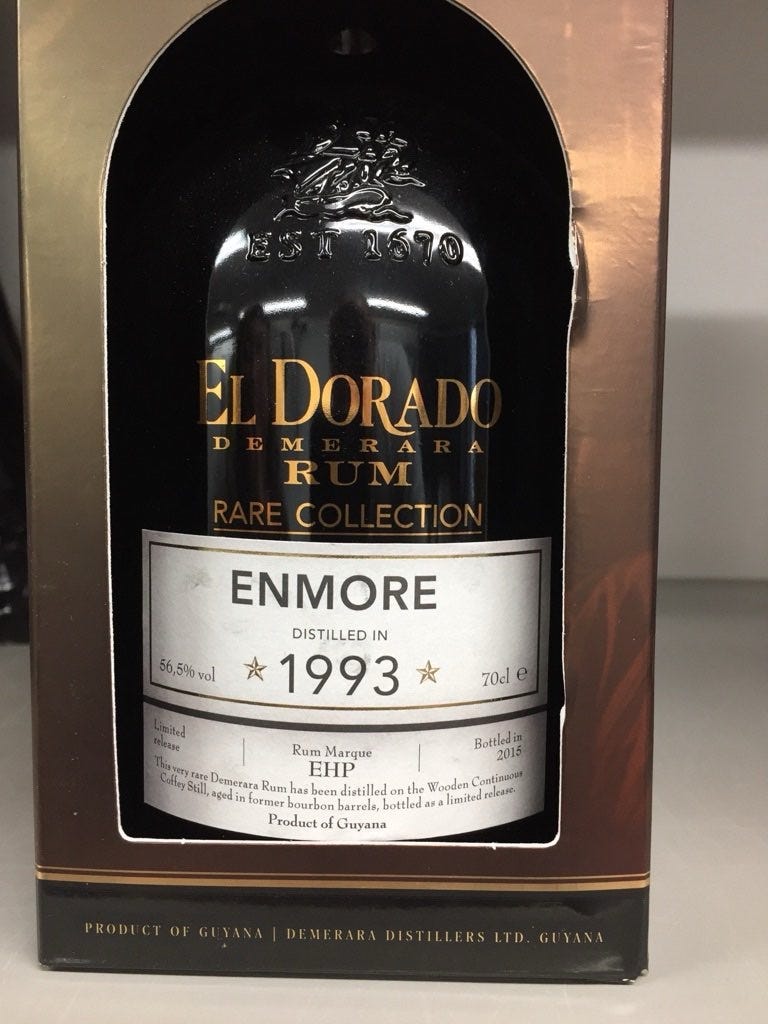 EST 1670
EL DORADO
DEMERARA
RUM
RARE COLLECTION
ENMORE
DISTILLED IN
56,5% vol ☆ 1993 ☆ 70cl ℮
Limited release
Rum Marque
EHP
Bottled in 2015
This very rare Demerara Rum has been distilled on the Wooden Continuous
Coffey Still, aged in former bourbon barrels, bottled as a limited release.
Product of Guyana
PRODUCT OF GUYANA | DEMERARA DISTILLERS LTD. GUYANA